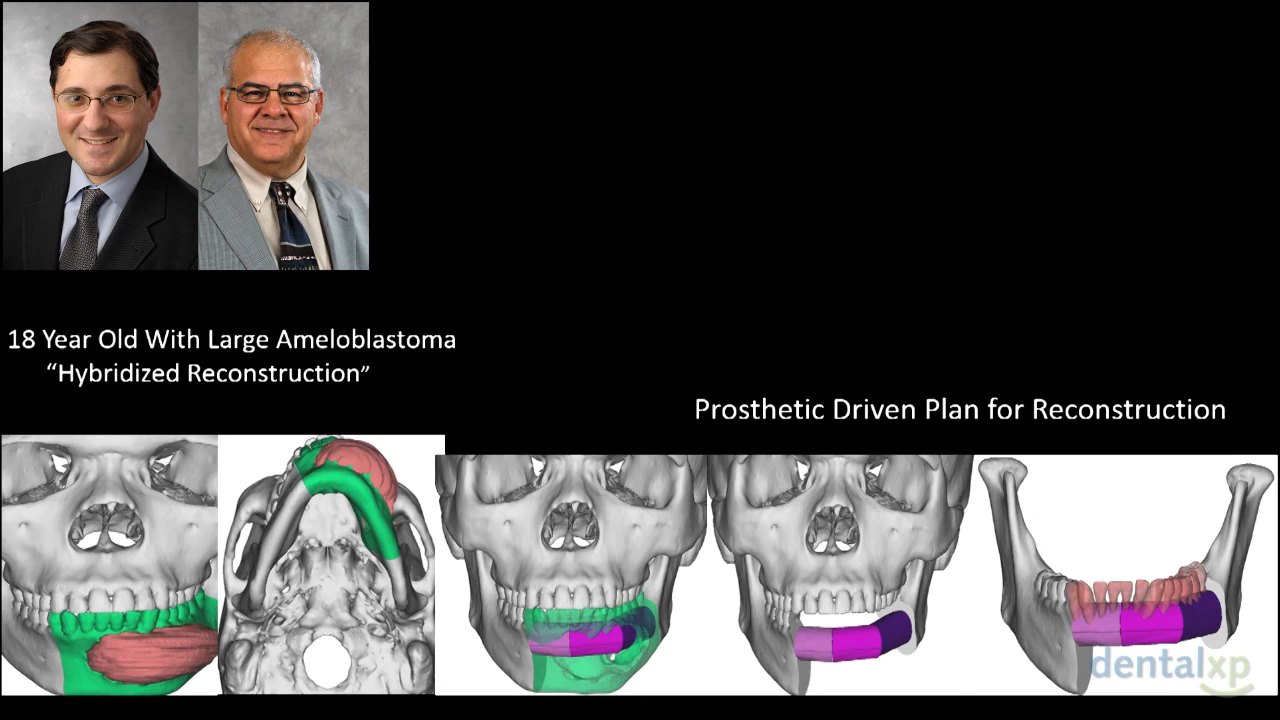 18 Year Old With Large Ameloblastoma
“Hybridized Reconstruction”
Prosthetic Driven Plan for Reconstruction
dentalxp